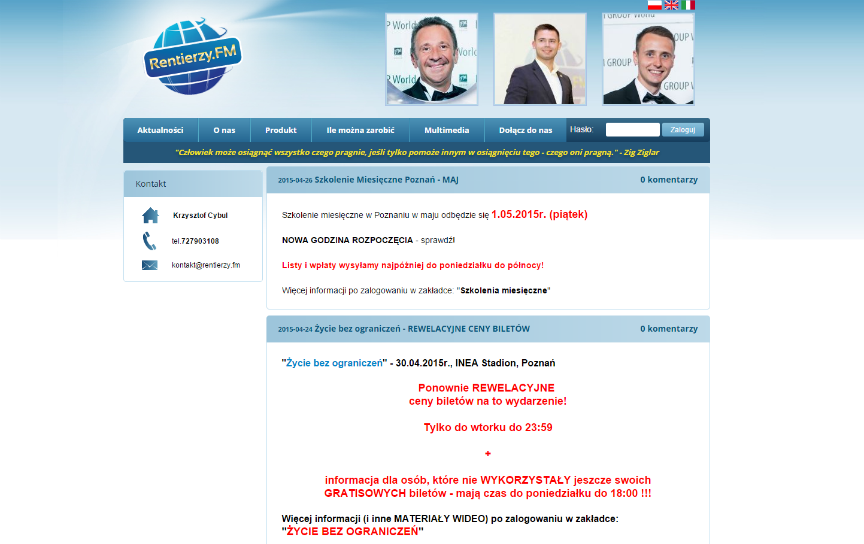 Rentierzy.FM
P World
GROUP World
GROUP W
Aktualności
O nas
Produkt
Ile można zarobić
Multimedia
Dołącz do nas
Hasło:
Zaloguj
"Człowiek może osiągnąć wszystko czego pragnie, jeśli tylko pomoże innym w osiągnięciu tego - czego oni pragną." - Zig Ziglar
Kontakt
Krzysztof Cybul
tel.727903108
kontakt@rentierzy.fm
2015-04-26 Szkolenie Miesięczne Poznań - MAJ
0 komentarzy
Szkolenie miesięczne w Poznaniu w maju odbędzie się 1.05.2015r. (piątek)
NOWA GODZINA ROZPOCZĘCIA - sprawdź!
Listy i wpłaty wysyłamy najpóźniej do poniedziałku do północy!
Więcej informacji po zalogowaniu w zakładce: "Szkolenia miesięczne"
2015-04-24 Życie bez ograniczeń - REWELACYJNE CENY BILETÓW
0 komentarzy
"Życie bez ograniczeń" - 30.04.2015r., INEA Stadion, Poznań
Ponownie REWELACYJNE
ceny biletów na to wydarzenie!
Tylko do wtorku do 23:59
+
informacja dla osób, które nie WYKORZYSTAŁY jeszcze swoich
GRATISOWYCH biletów - mają czas do poniedziałku do 18:00 !!!
Więcej informacji (i inne MATERIAŁY WIDEO) po zalogowaniu w zakładce:
"ŻYCIE BEZ OGRANICZEŃ"